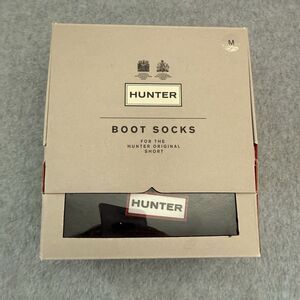 M
HUNTER
BOOT SOCKS
FOR THE
HUNTER ORIGINAL
SHORT
HUNTER